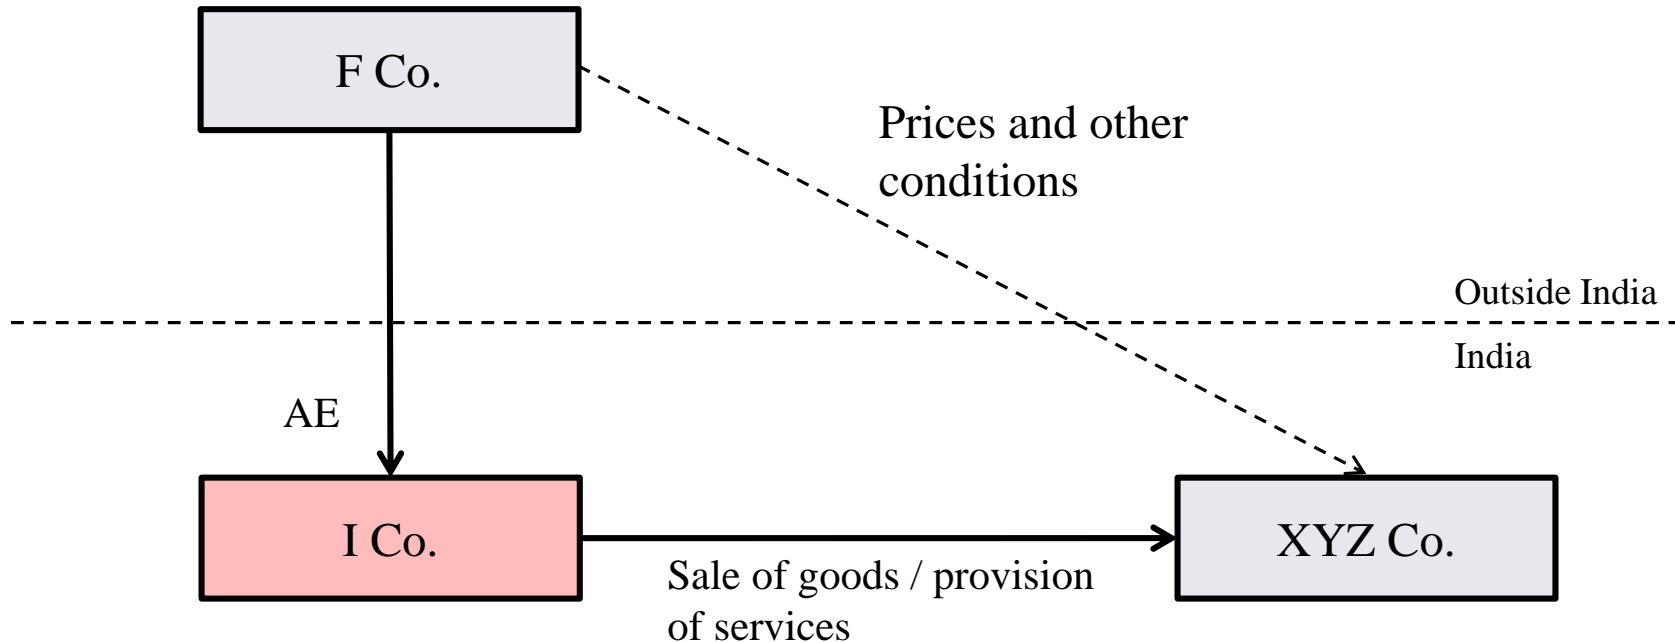 F Co.
Prices and other
conditions
Outside India
India
AE
I Co.
XYZ Co.
Sale of goods / provision
of services